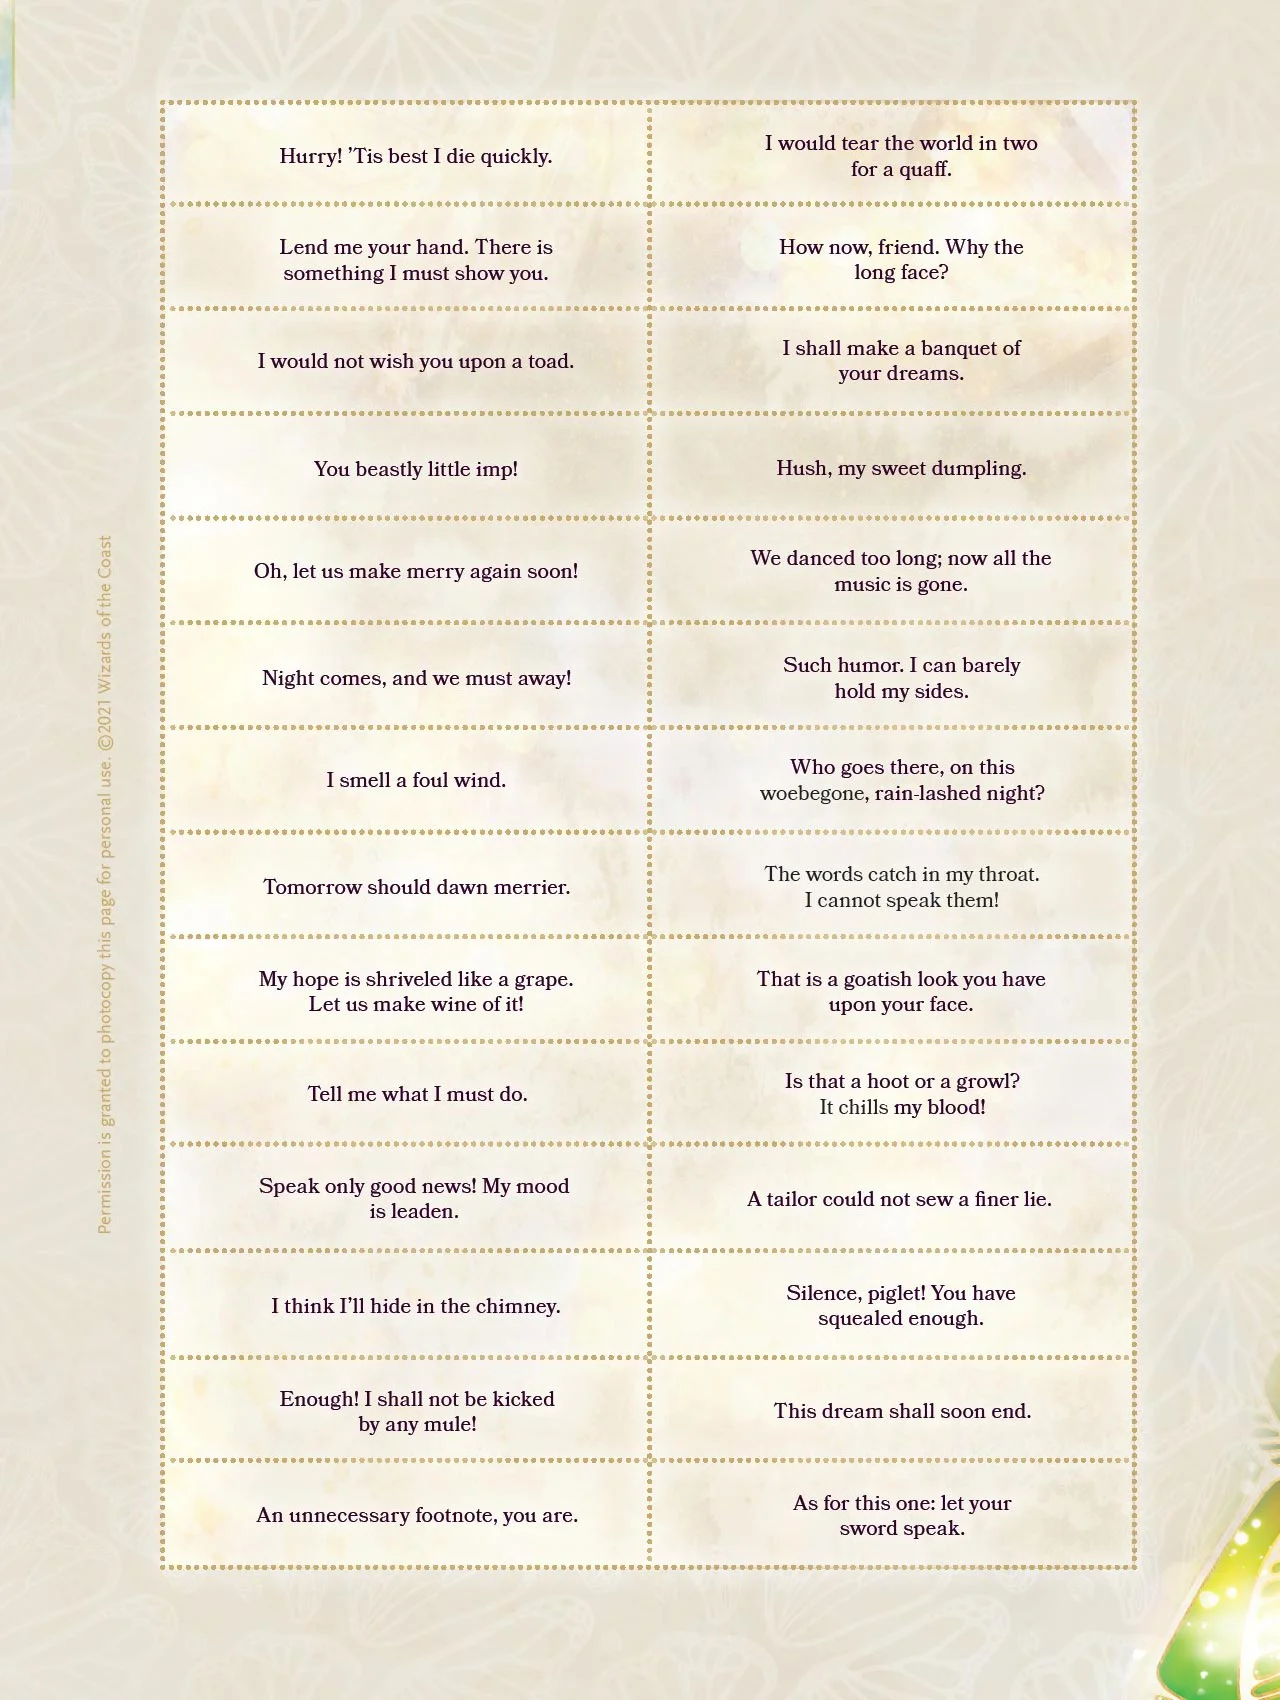 Hurry! ’Tis best I die quickly.
I would tear the world in two
for a quaff.
Lend me your hand. There is
something I must show you.
How now, friend. Why the
long face?
I would not wish you upon a toad.
I shall make a banquet of
your dreams.
You beastly little imp!
Hush, my sweet dumpling.
Oh, let us make merry again soon!
We danced too long; now all the
music is gone.
Night comes, and we must away!
Such humor. I can barely
hold my sides.
I smell a foul wind.
Who goes there, on this
woebegone, rain-lashed night?
Tomorrow should dawn merrier.
The words catch in my throat.
I cannot speak them!
My hope is shriveled like a grape.
Let us make wine of it!
That is a goatish look you have
upon your face.
Tell me what I must do.
Is that a hoot or a growl?
It chills my blood!
Speak only good news! My mood
is leaden.
A tailor could not sew a finer lie.
I think I’ll hide in the chimney.
Silence, piglet! You have
squealed enough.
Enough! I shall not be kicked
by any mule!
This dream shall soon end.
An unnecessary footnote, you are.
As for this one: let your
sword speak.
Permission is granted to photocopy this page for personal use. ©2021 Wizards of the Coast